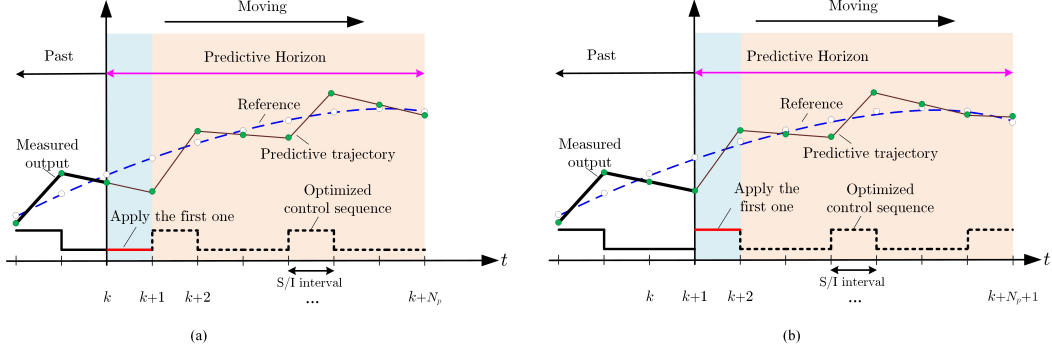 Moving
Past
Predictive Horizon
Reference
Measured
output
Predictive trajectory
Optimized
control sequence
Apply the first one
t
S/I interval
k
k+1
k+2
...
k+Np
(a)
Moving
Past
Predictive Horizon
Reference
Measured
output
Predictive trajectory
Apply the
first one
Optimized
control sequence
t
S/I interval
k
k+1
k+2
...
k+Np+1
(b)